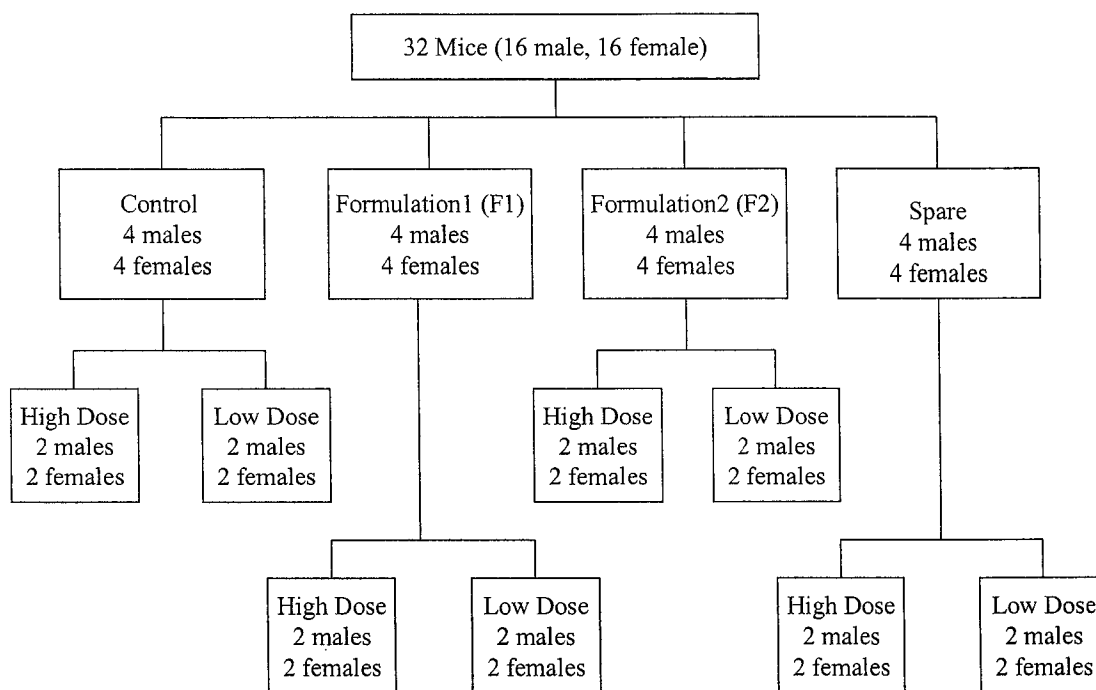 32 Mice (16 male, 16 female)
Control
4 males
4 females
Formulation1 (F1)
4 males
4 females
Formulation2 (F2)
4 males
4 females
Spare
4 males
4 females
High Dose
2 males
2 females
Low Dose
2 males
2 females
High Dose
2 males
2 females
Low Dose
2 males
2 females
High Dose
2 males
2 females
Low Dose
2 males
2 females
High Dose
2 males
2 females
Low Dose
2 males
2 females